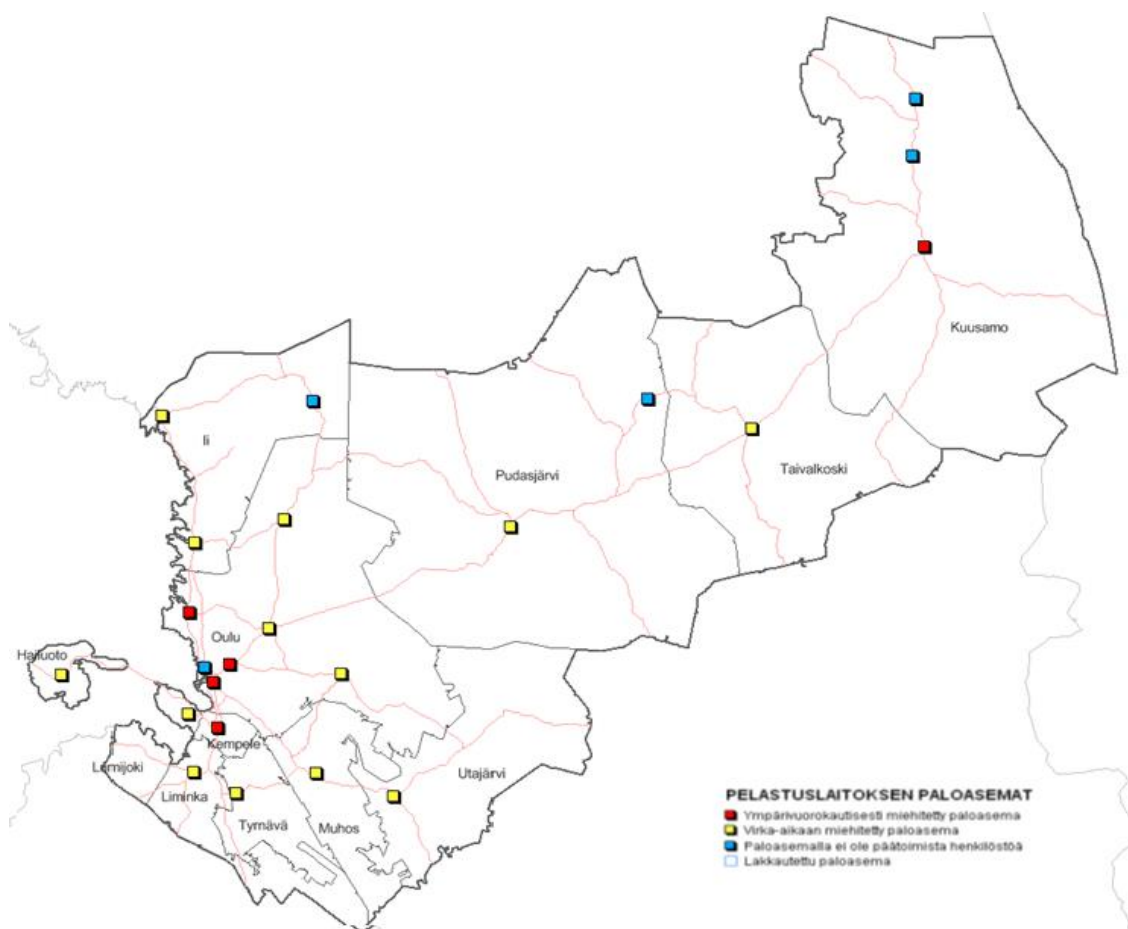 Kuusamo
Ii
Pudasjärvi
Taivalkoski
Oulu
Hailuoto
Kempele
Lumijoki
Liminka
Utajärvi
Tyrnävä
Muhos
PELASTUSLAITOKSEN PALOASEMAT
Ympärivuorokautisesti miehitetty paloasema
Virka-aikaan miehitetty paloasema
Paloasemalla ei ole päätoimista henkilöstöä
Lakkautettu paloasema